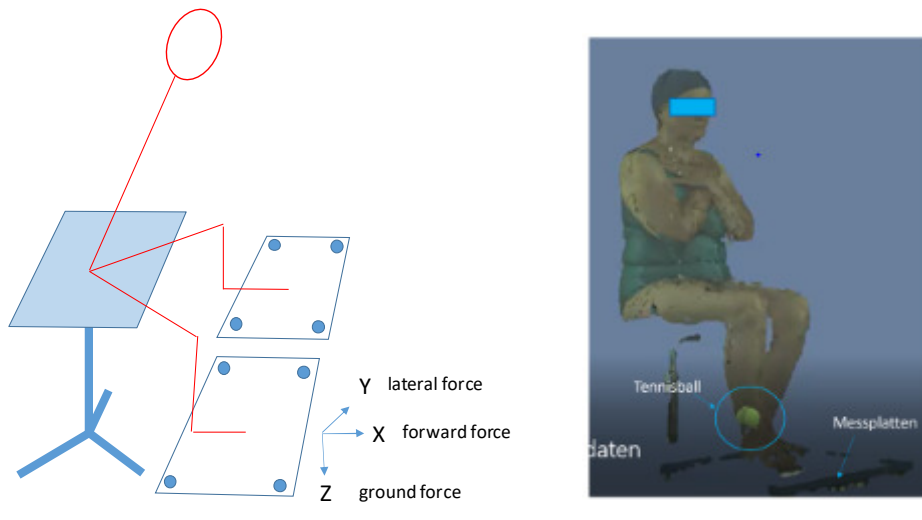 Y lateral force
X forward force
Z ground force
Tennisball
Messplatten
daten